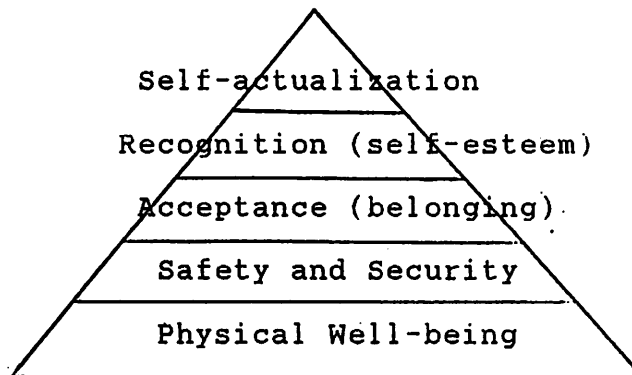 Self-actualization
Recognition (self-esteem)
Acceptance (belonging)
Safety and Security
Physical Well-being